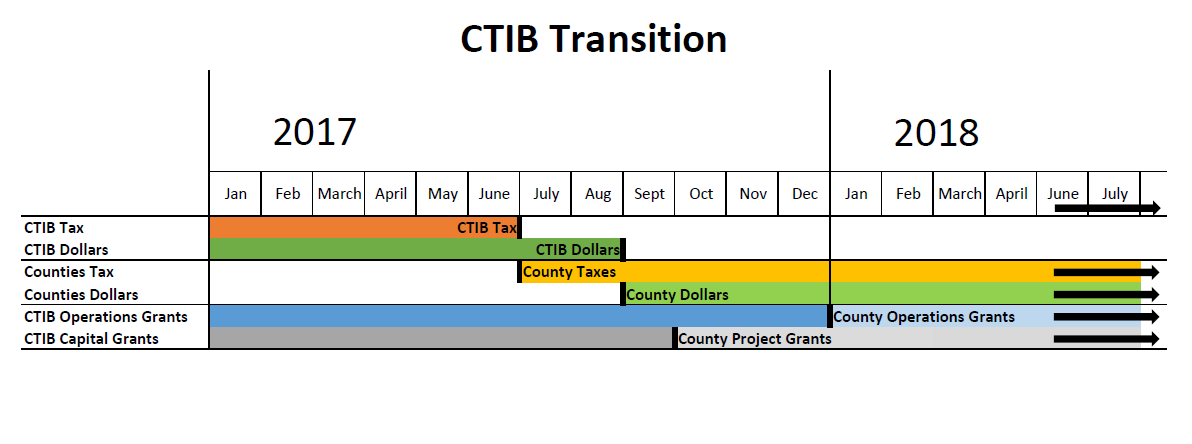 CTIB Transition
2017 2018
Jan Feb March April May June July Aug Sept Oct Nov Dec Jan Feb March April June July
CTIB Tax CTIB Tax
CTIB Dollars CTIB Dollars
Counties Tax County Taxes
Counties Dollars County Dollars
CTIB Operations Grants County Operations Grants
CTIB Capital Grants County Project Grants